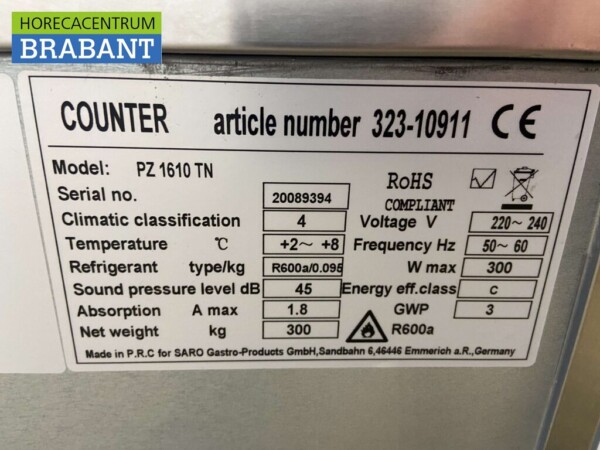 HORECACENTRUM
BRABANT
COUNTER article number 323-10911 CE
Model: PZ 1610 TN
RoHS
COMPLIANT
Serial no. 20089394
Climatic classification 4 Voltage V 220~ 240
Temperature ℃ +2~ +8 Frequency Hz 50~ 60
Refrigerant type/kg R600a/0.095 W max 300
Sound pressure level dB 45 Energy eff.class C
Absorption A max 1.8 GWP 3
Net weight kg 300 R600a
Made in P.R.C for SARO Gastro-Products GmbH,Sandbahn 6,46446 Emmerich a.R.,Germany